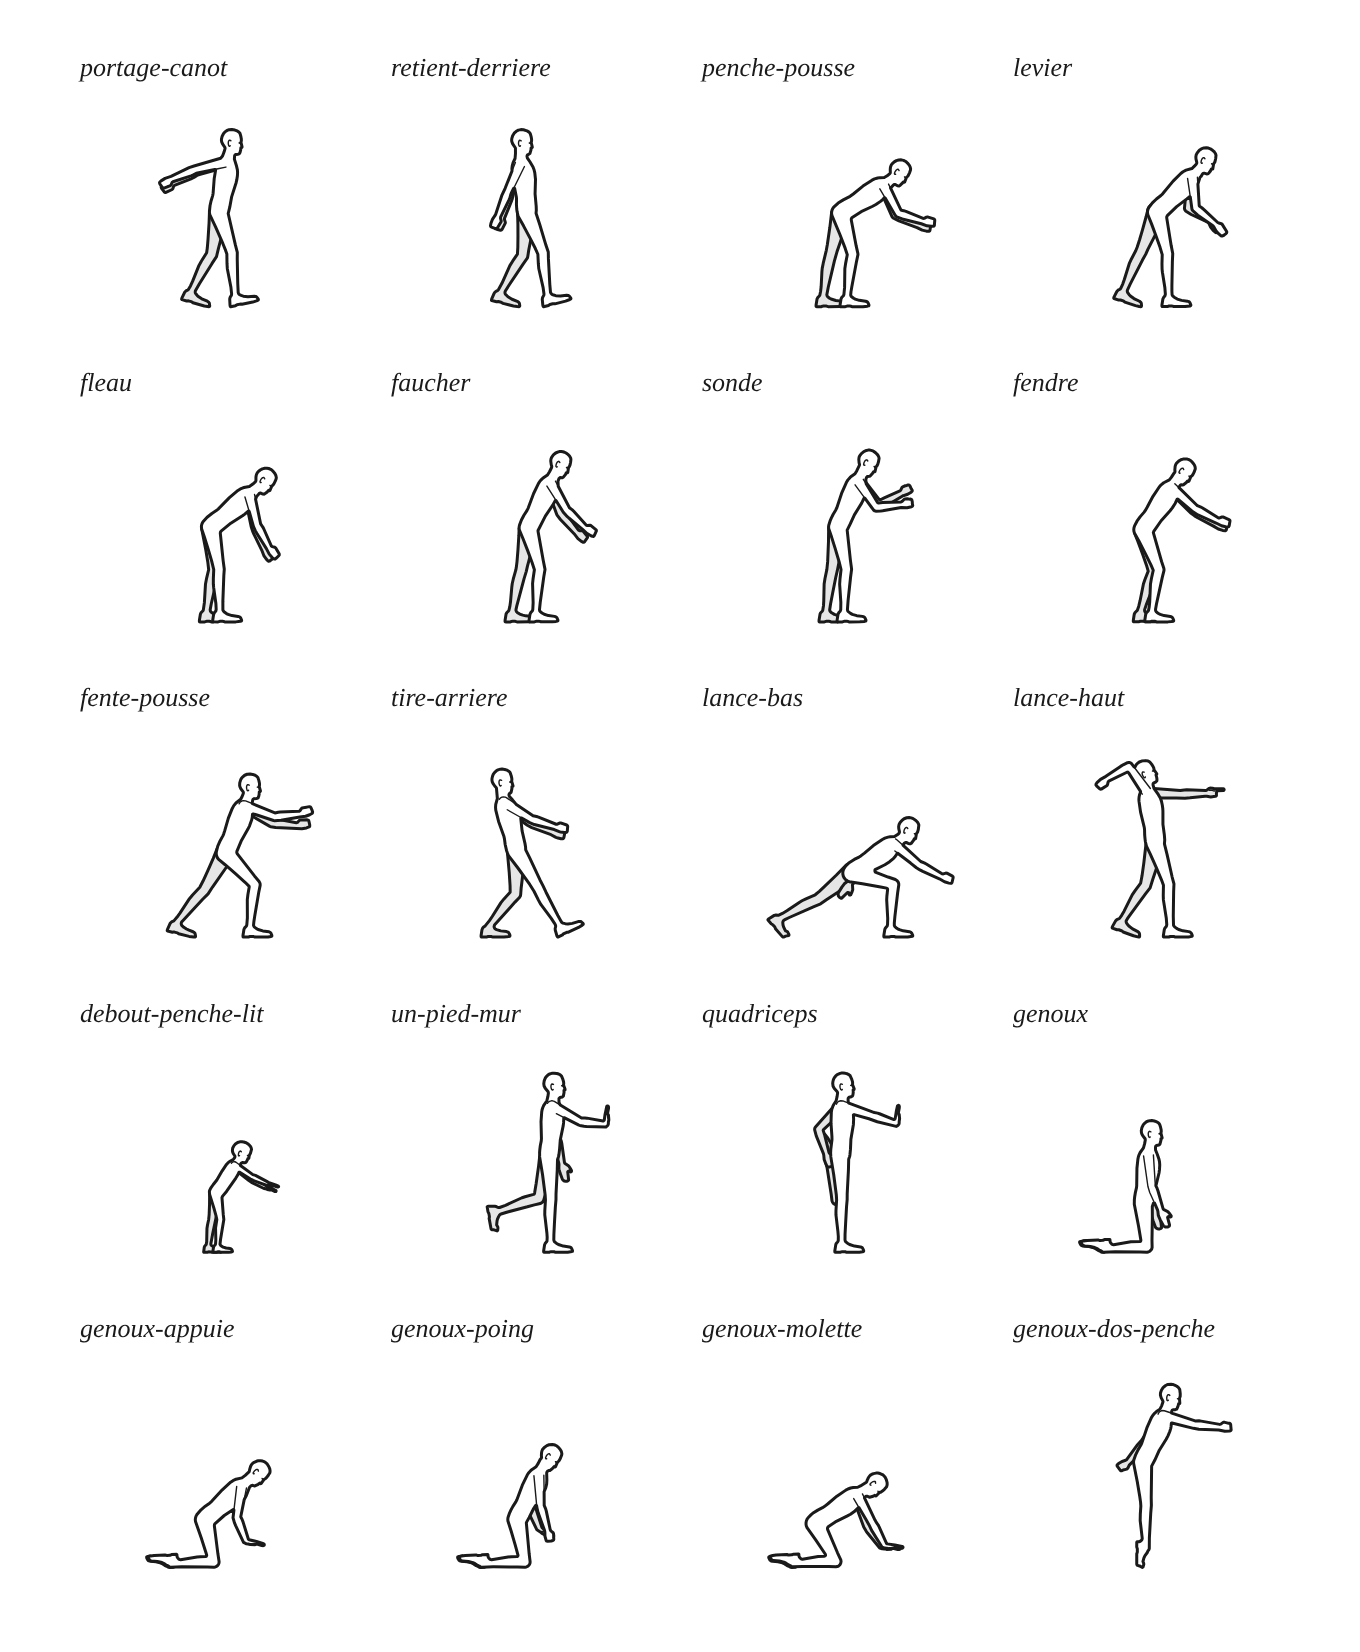 portage-canot
retient-derriere
penche-pousse
levier
fleau
faucher
sonde
fendre
fente-pousse
tire-arriere
lance-bas
lance-haut
debout-penche-lit
un-pied-mur
quadriceps
genoux
genoux-appuie
genoux-poing
genoux-molette
genoux-dos-penche